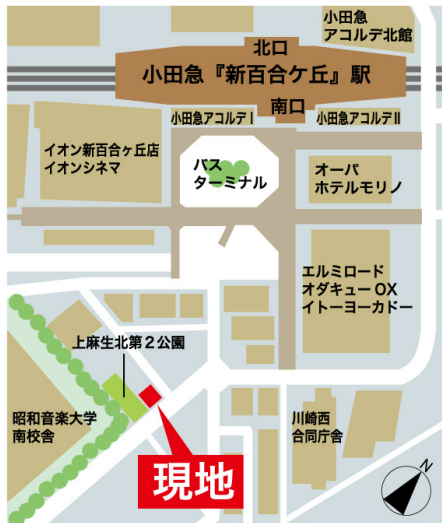 小田急
アコルデ北館
北口
小田急『新百合ケ丘』駅
南口
小田急アコルデⅠ
小田急アコルデⅡ
イオン新百合ヶ丘店
イオンシネマ
バス
ターミナル
オーパ
ホテルモリノ
エルミロード
オダキューOX
イトーヨーカドー
上麻生北第2公園
昭和音楽大学
南校舎
川崎西
合同庁舎
現地
N